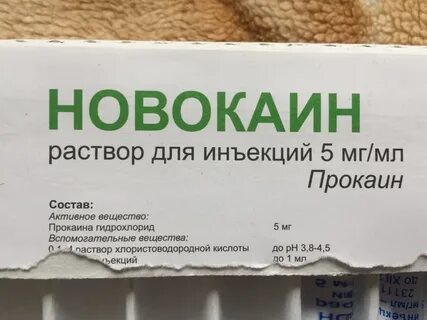 НОВОКАИН
раствор для инъекций 5 мг/мл
Прокаин
Состав:
Активное вещество:
Прокаина гидрохлорид 5 мг
Вспомогательные вещества:
раствор хлористоводородной кислоты до pH 3,8-4,5
до 1 мл
23111